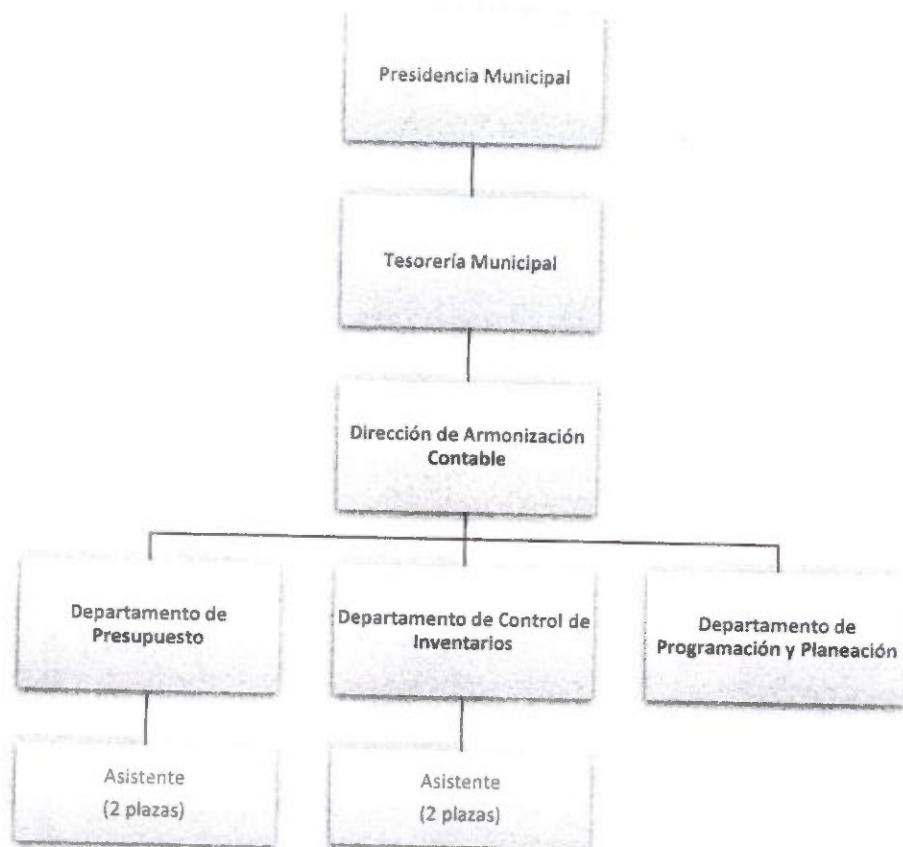 Presidencia Municipal
Tesorería Municipal
Dirección de Armonización
Contable
Departamento de
Presupuesto
Departamento de Control de
Inventarios
Departamento de
Programación y Planeación
Asistente
(2 plazas)
Asistente
(2 plazas)